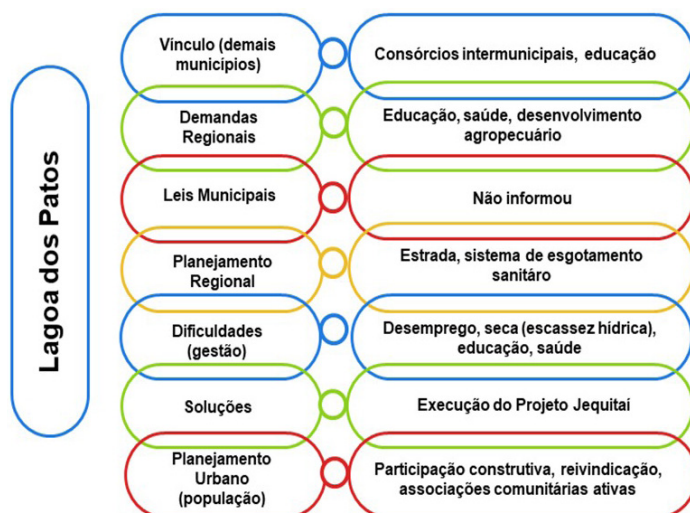 Lagoa dos Patos
Vínculo (demais
municípios)
Consórcios intermunicipais, educação
Demandas
Regionais
Educação, saúde, desenvolvimento
agropecuário
Leis Municipais
Não informou
Planejamento
Regional
Estrada, sistema de esgotamento
sanitáro
Dificuldades
(gestão)
Desemprego, seca (escassez hídrica),
educação, saúde
Soluções
Execução do Projeto Jequitaí
Planejamento
Urbano
(população)
Participação construtiva, reivindicação,
associações comunitárias ativas